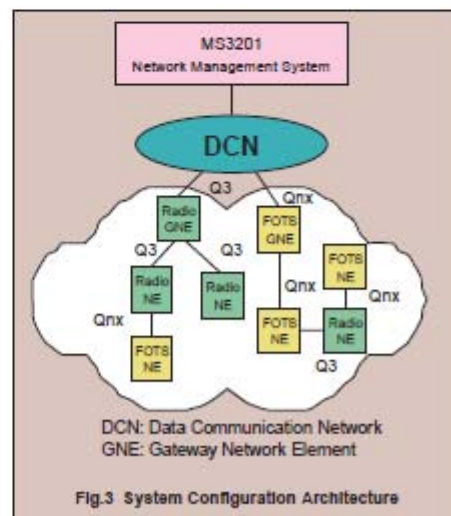 MS3201
Network Management System
DCN
Q3
Qnx
Radio
GNE
FOTS
GNE
Q3
Q3
FOTS
NE
Radio
NE
Radio
NE
Qnx
Qnx
Qnx
FOTS
NE
FOTS
NE
Radio
NE
Q3
DCN: Data Communication Network
GNE: Gateway Network Element
Fig.3 System Configuration Architecture